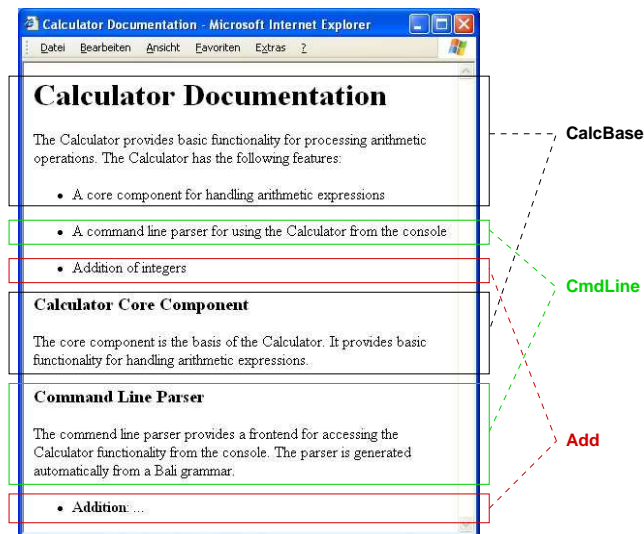 Calculator Documentation - Microsoft Internet Explorer
Datei Bearbeiten Ansicht Favoriten Extras ?
Calculator Documentation
The Calculator provides basic functionality for processing arithmetic
operations. The Calculator has the following features:
• A core component for handling arithmetic expressions
• A command line parser for using the Calculator from the console
• Addition of integers
Calculator Core Component
The core component is the basis of the Calculator. It provides basic
functionality for handling arithmetic expressions.
Command Line Parser
The commend line parser provides a frontend for accessing the
Calculator functionality from the console. The parser is generated
automatically from a Bali grammar.
• Addition: ...
CalcBase
CmdLine
Add